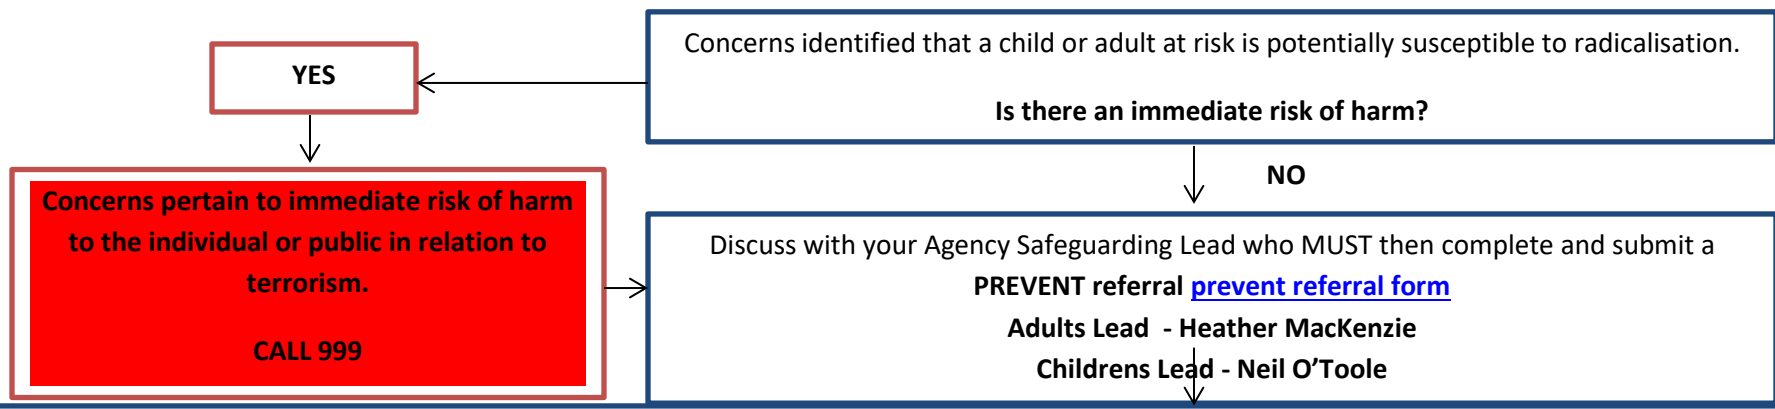 Concerns identified that a child or adult at risk is potentially susceptible to radicalisation.
Is there an immediate risk of harm?
YES
NO
Concerns pertain to immediate risk of harm
to the individual or public in relation to
terrorism.
CALL 999
Discuss with your Agency Safeguarding Lead who MUST then complete and submit a
PREVENT referral prevent referral form
Adults Lead  - Heather MacKenzie
Childrens Lead - Neil O’Toole